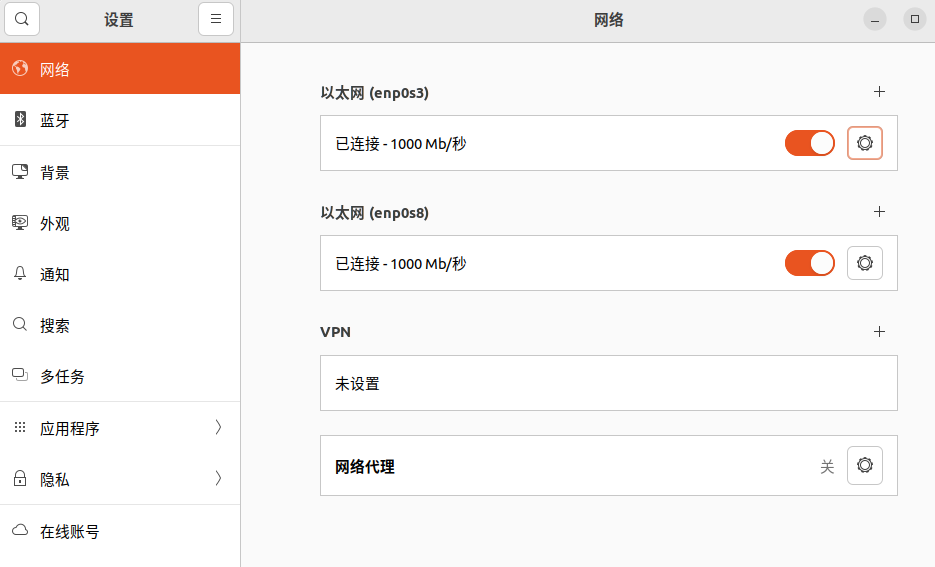 设置
网络
网络
蓝牙
背景
外观
通知
搜索
多任务
应用程序
隐私
在线账号
以太网 (enp0s3)
已连接 - 1000 Mb/秒
以太网 (enp0s8)
已连接 - 1000 Mb/秒
VPN
未设置
网络代理 关